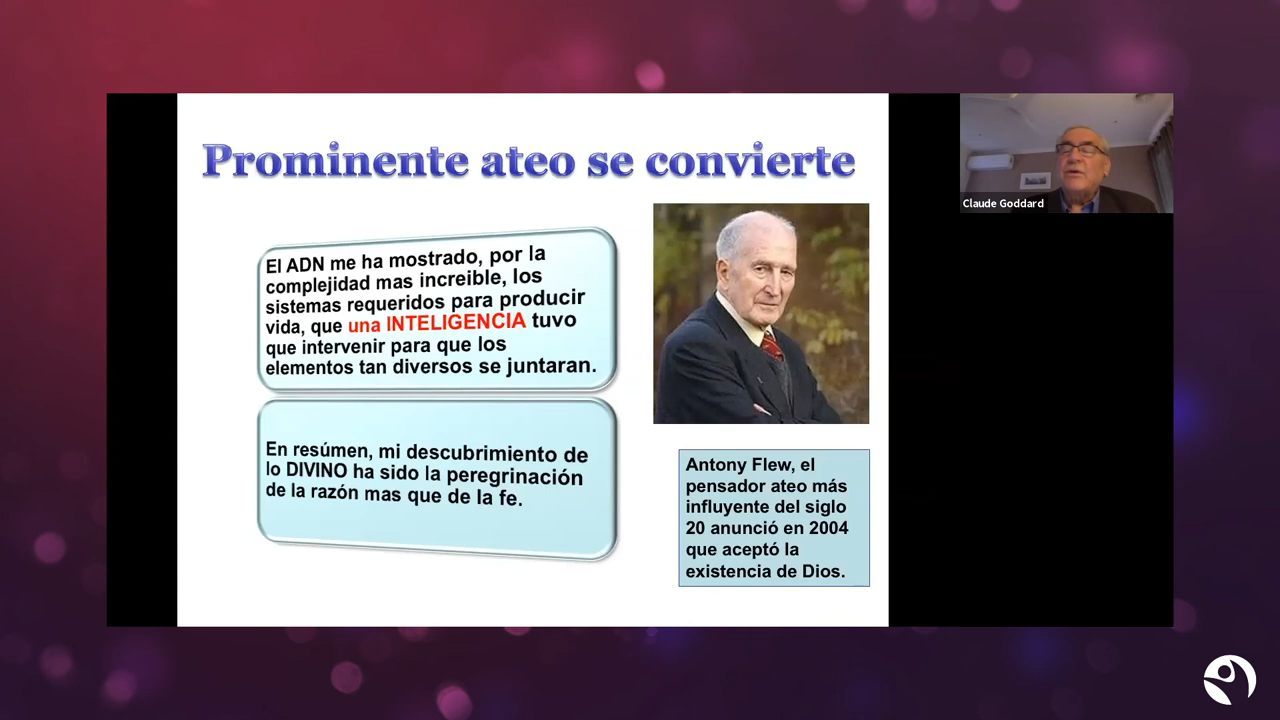 Prominente ateo se convierte
El ADN me ha mostrado, por la
complejidad mas increible, los
sistemas requeridos para producir
vida, que una INTELIGENCIA tuvo
que intervenir para que los
elementos tan diversos se juntaran.
En resúmen, mi descubrimiento de
lo DIVINO ha sido la peregrinación
de la razón mas que de la fe.
Antony Flew, el
pensador ateo más
influyente del siglo
20 anunció en 2004
que aceptó la
existencia de Dios.
Claude Goddard